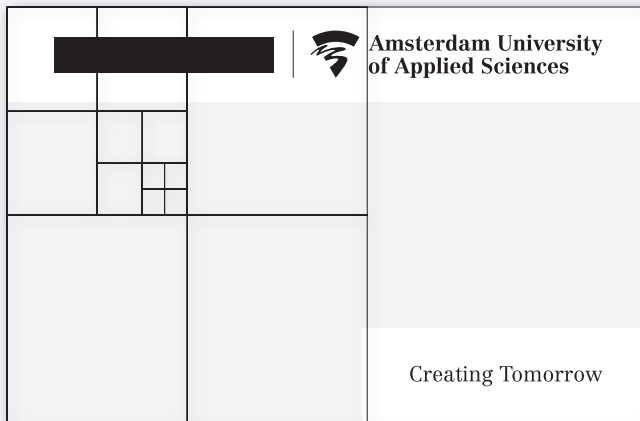 Amsterdam University
of Applied Sciences
Creating Tomorrow